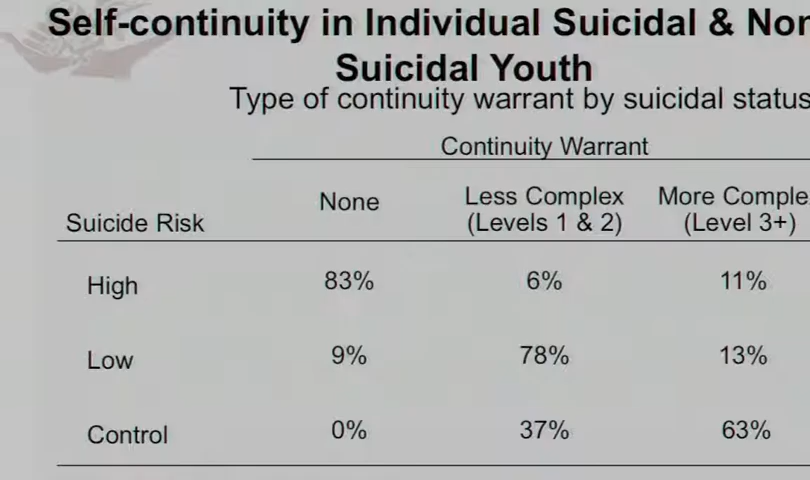 Self-continuity in Individual Suicidal &
Suicidal Youth
Type of continuity warrant by suicidal status
Continuity Warrant
None Less Complex More
Suicide Risk (Levels 1 & 2) (Level 3+)
High 83% 6% 11%
Low 9% 78% 13%
Control 0% 37% 63%